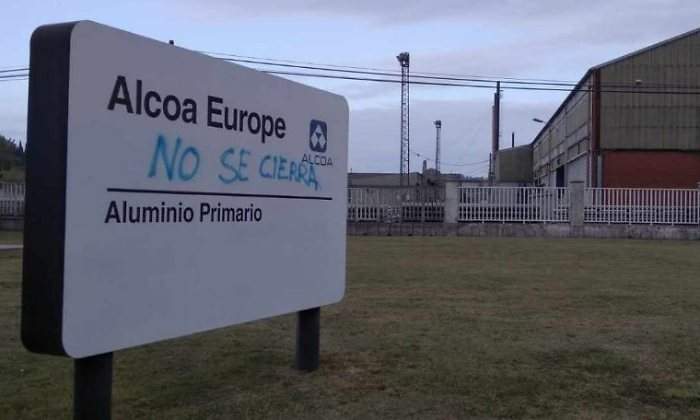 Alcoa Europe
ALCOA
NO SE CIERRA
Aluminio Primario